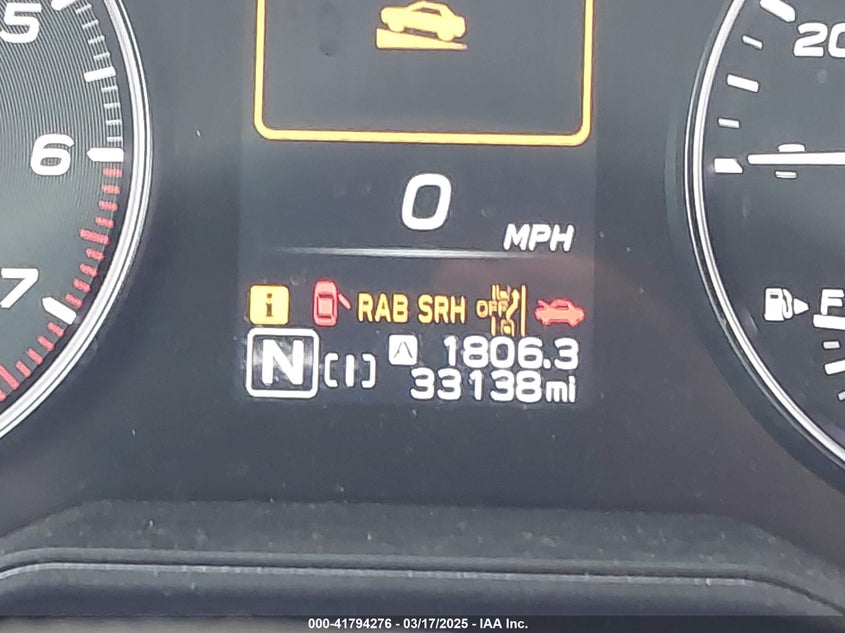 5
20
6
0
MPH
7
i RAB SRH OFF
F
N [I] A 1806.3
33138mi
000-41794276 - 03/17/2025 - IAA Inc.